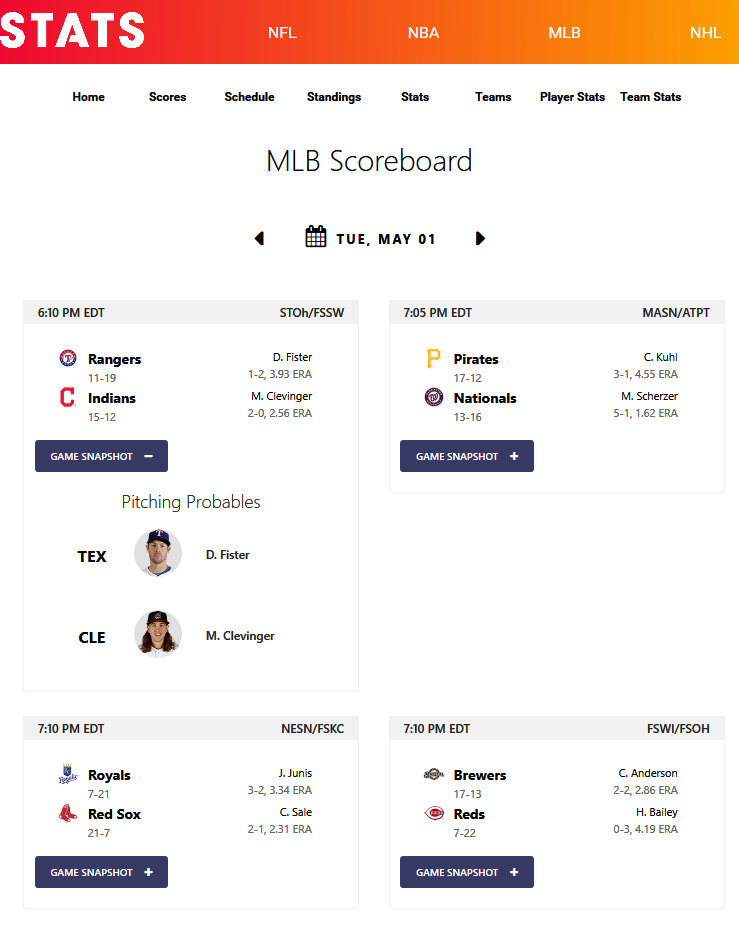 STATS NFL NBA MLB NHL
Home Scores Schedule Standings Stats Teams Player Stats Team Stats
MLB Scoreboard
TUE, MAY 01
6:10 PM EDT STOh/FSSW
Rangers D. Fister
11-19 1-2, 3.93 ERA
Indians M. Clevinger
15-12 2-0, 2.56 ERA
GAME SNAPSHOT −
Pitching Probables
TEX D. Fister
CLE M. Clevinger
7:05 PM EDT MASN/ATPT
Pirates C. Kuhl
17-12 3-1, 4.55 ERA
Nationals M. Scherzer
13-16 5-1, 1.62 ERA
GAME SNAPSHOT +
7:10 PM EDT NESN/FSKC
Royals J. Junis
7-21 3-2, 3.34 ERA
Red Sox C. Sale
21-7 2-1, 2.31 ERA
GAME SNAPSHOT +
7:10 PM EDT FSWI/FSOH
Brewers C. Anderson
17-13 2-2, 2.86 ERA
Reds H. Bailey
7-22 0-3, 4.19 ERA
GAME SNAPSHOT +